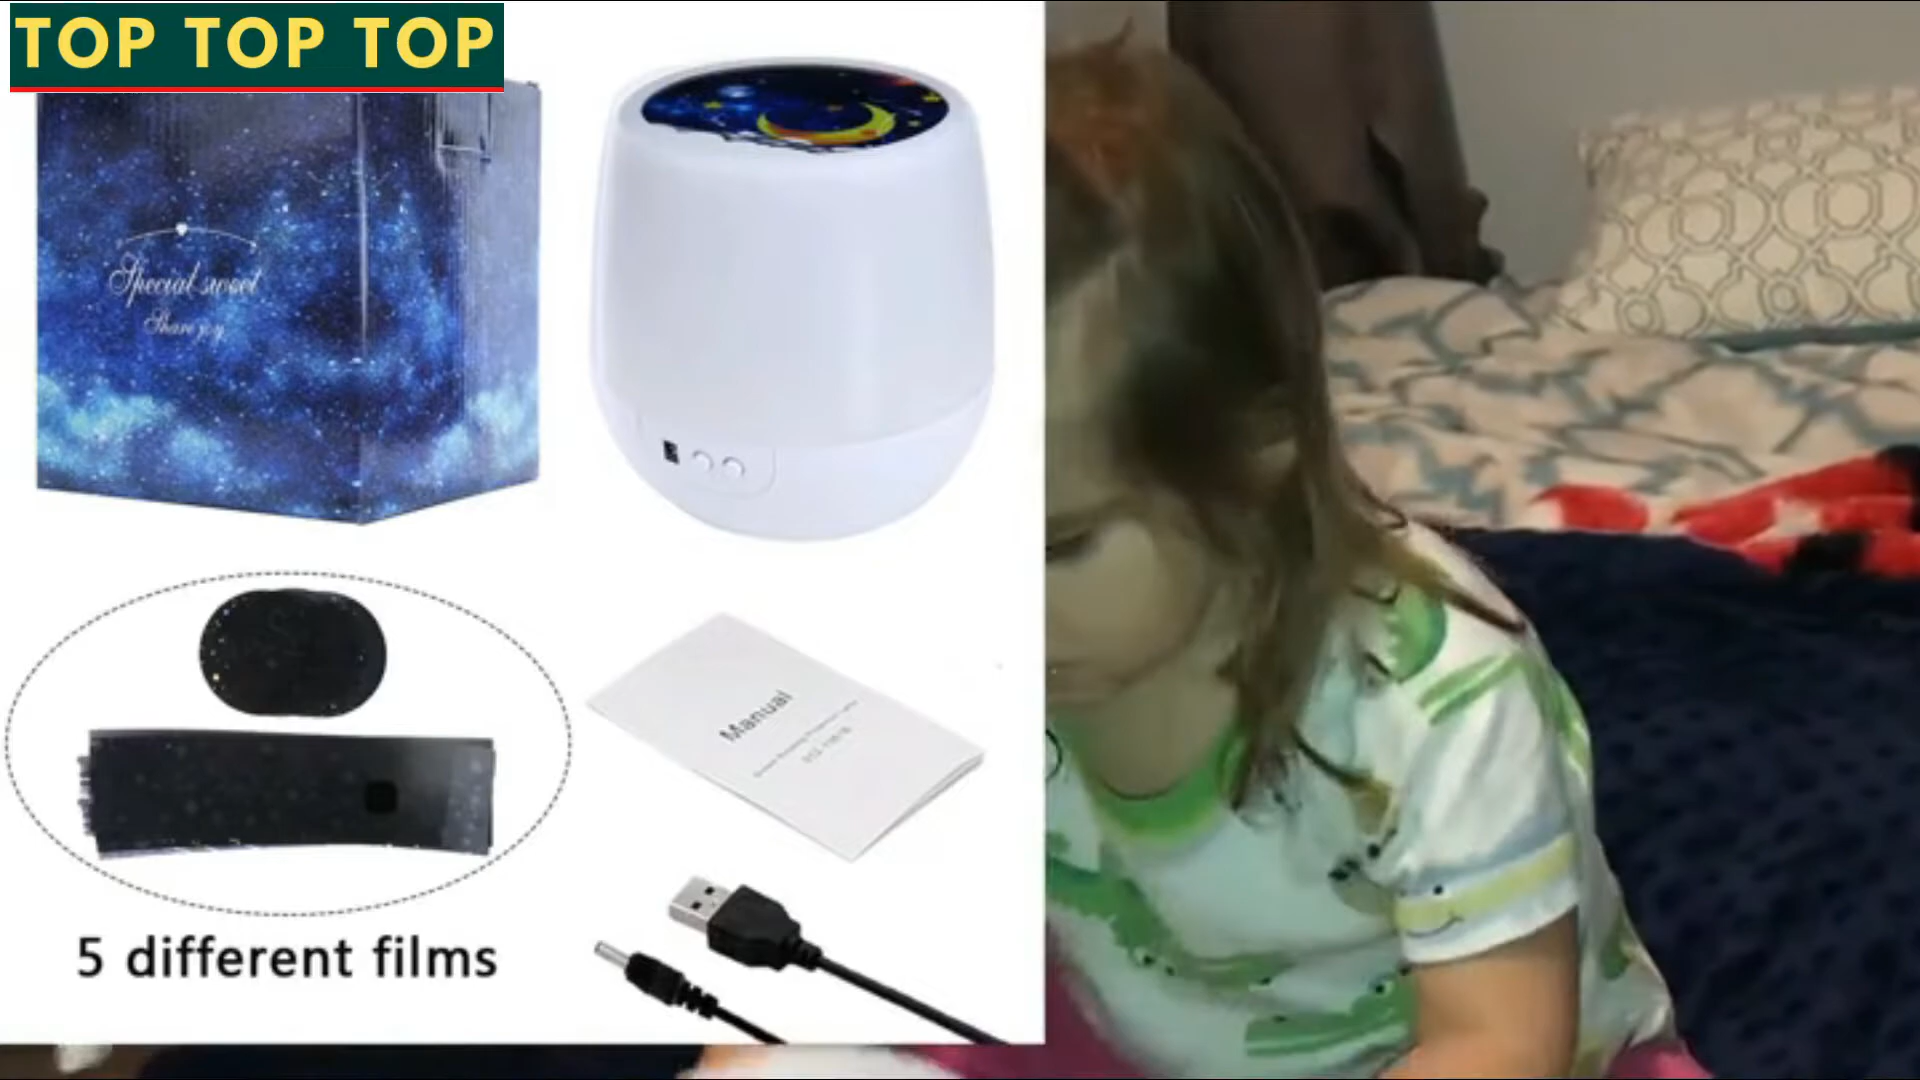 TOP TOP TOP
Special sweet
Share joy
Manual
5 different films